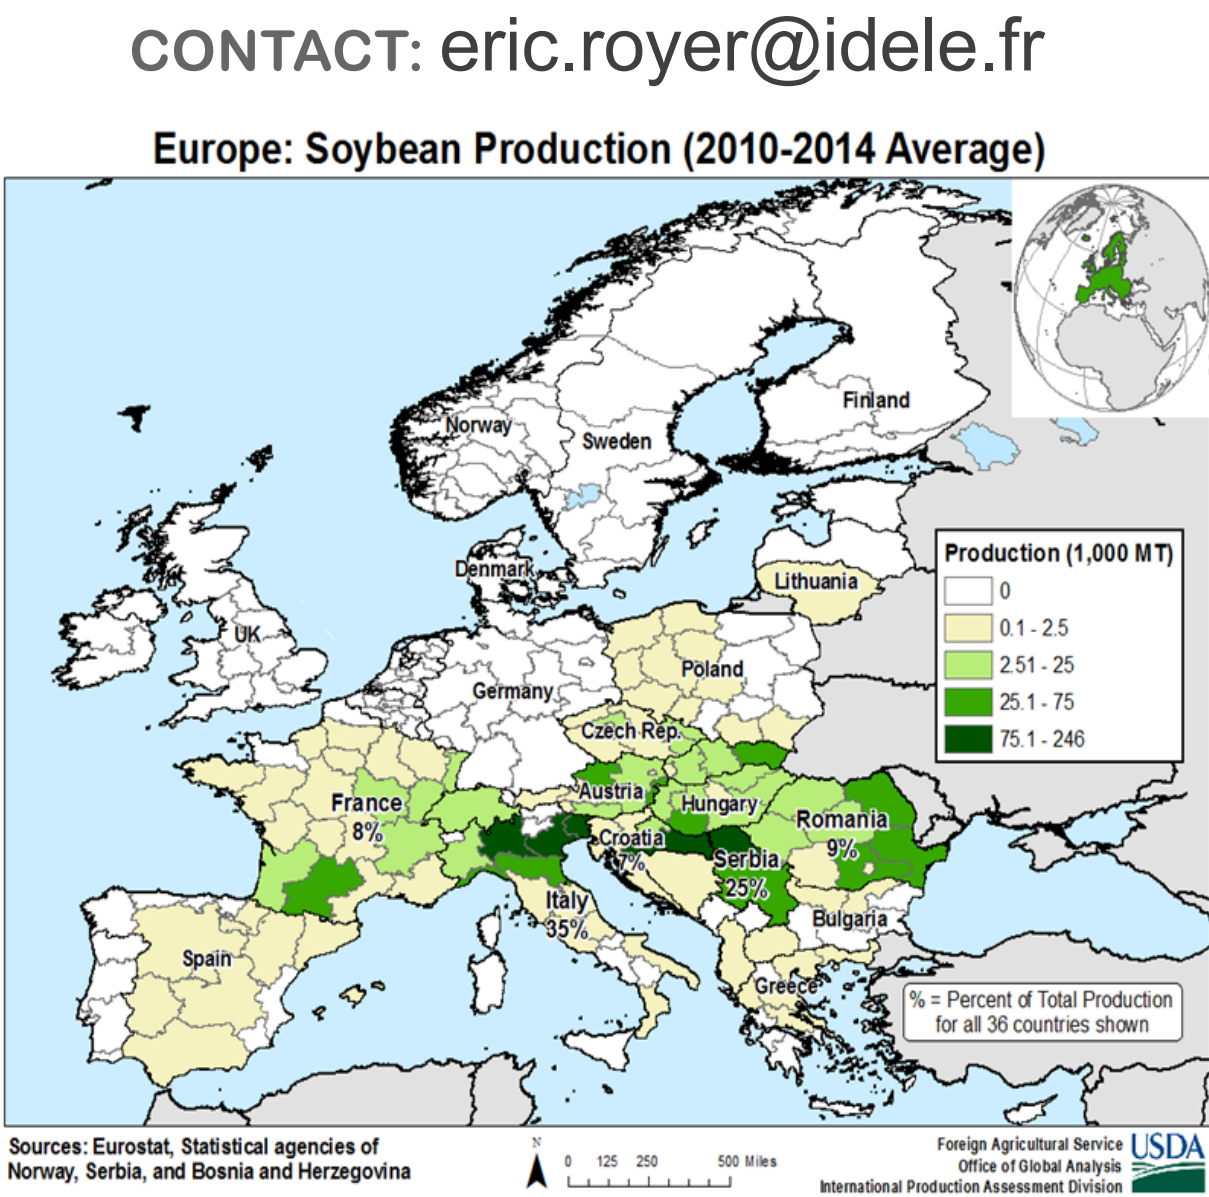 CONTACT: eric.royer@idele.fr
Europe: Soybean Production (2010-2014 Average)
Finland
Norway
Sweden
Denmark
Lithuania
UK
Poland
Germany
Czech Rep.
Austria
Hungary
France
8%
Romania
9%
Croatia
7%
Serbia
25%
Italy
35%
Bulgaria
Spain
Greece
Production (1,000 MT)
0
0.1 - 2.5
2.51 - 25
25.1 - 75
75.1 - 246
% = Percent of Total Production
for all 36 countries shown
Sources: Eurostat, Statistical agencies of
Norway, Serbia, and Bosnia and Herzegovina
N
0 125 250 500 Miles
Foreign Agricultural Service
Office of Global Analysis
International Production Assessment Division
USDA